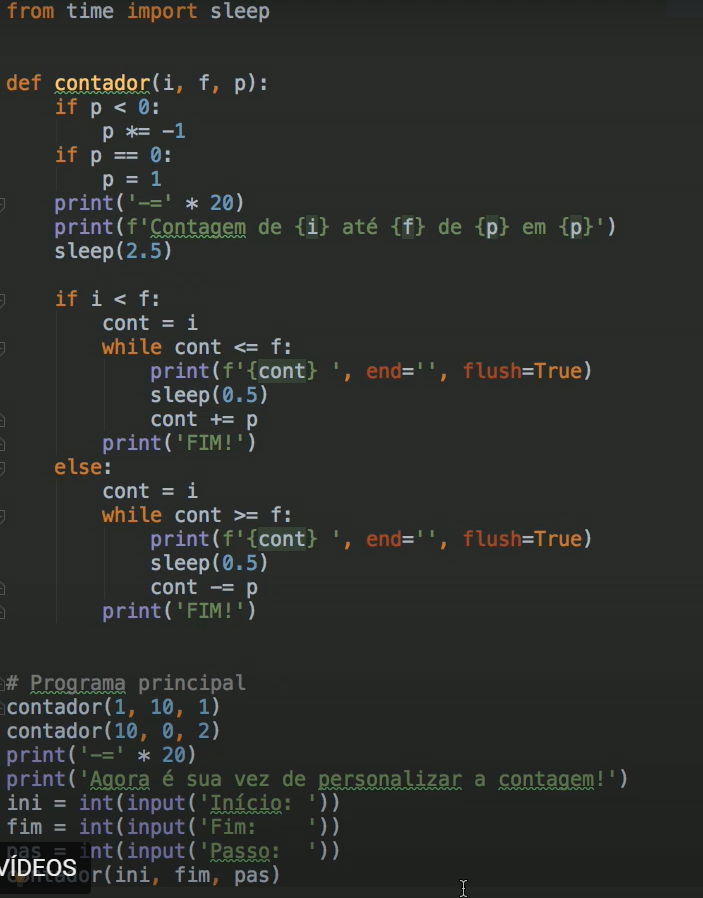 from time import sleep
def contador(i, f, p):
    if p < 0:
        p *= -1
    if p == 0:
        p = 1
    print('-=' * 20)
    print(f'Contagem de {i} até {f} de {p} em {p}')
    sleep(2.5)
    if i < f:
        cont = i
        while cont <= f:
            print(f'{cont} ', end='', flush=True)
            sleep(0.5)
            cont += p
        print('FIM!')
    else:
        cont = i
        while cont >= f:
            print(f'{cont} ', end='', flush=True)
            sleep(0.5)
            cont -= p
        print('FIM!')
# Programa principal
contador(1, 10, 1)
contador(10, 0, 2)
print('-=' * 20)
print('Agora é sua vez de personalizar a contagem!')
ini = int(input('Início: '))
fim = int(input('Fim:    '))
pas = int(input('Passo:  '))
VÍDEOS
contador(ini, fim, pas)